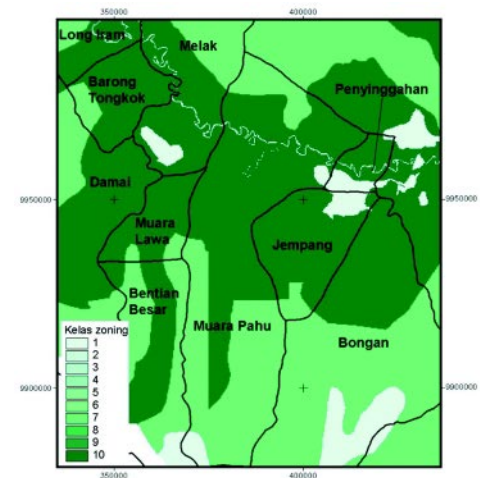 350000
400000
Long Iram
Melak
Barong
Tongkok
Penyinggahan
9950000
9950000
Damai
Muara
Lawa
Jempang
Bentian
Besar
Muara Pahu
Bongan
Kelas zoning
1
2
3
4
5
6
7
8
9
10
9900000
9900000
350000
400000